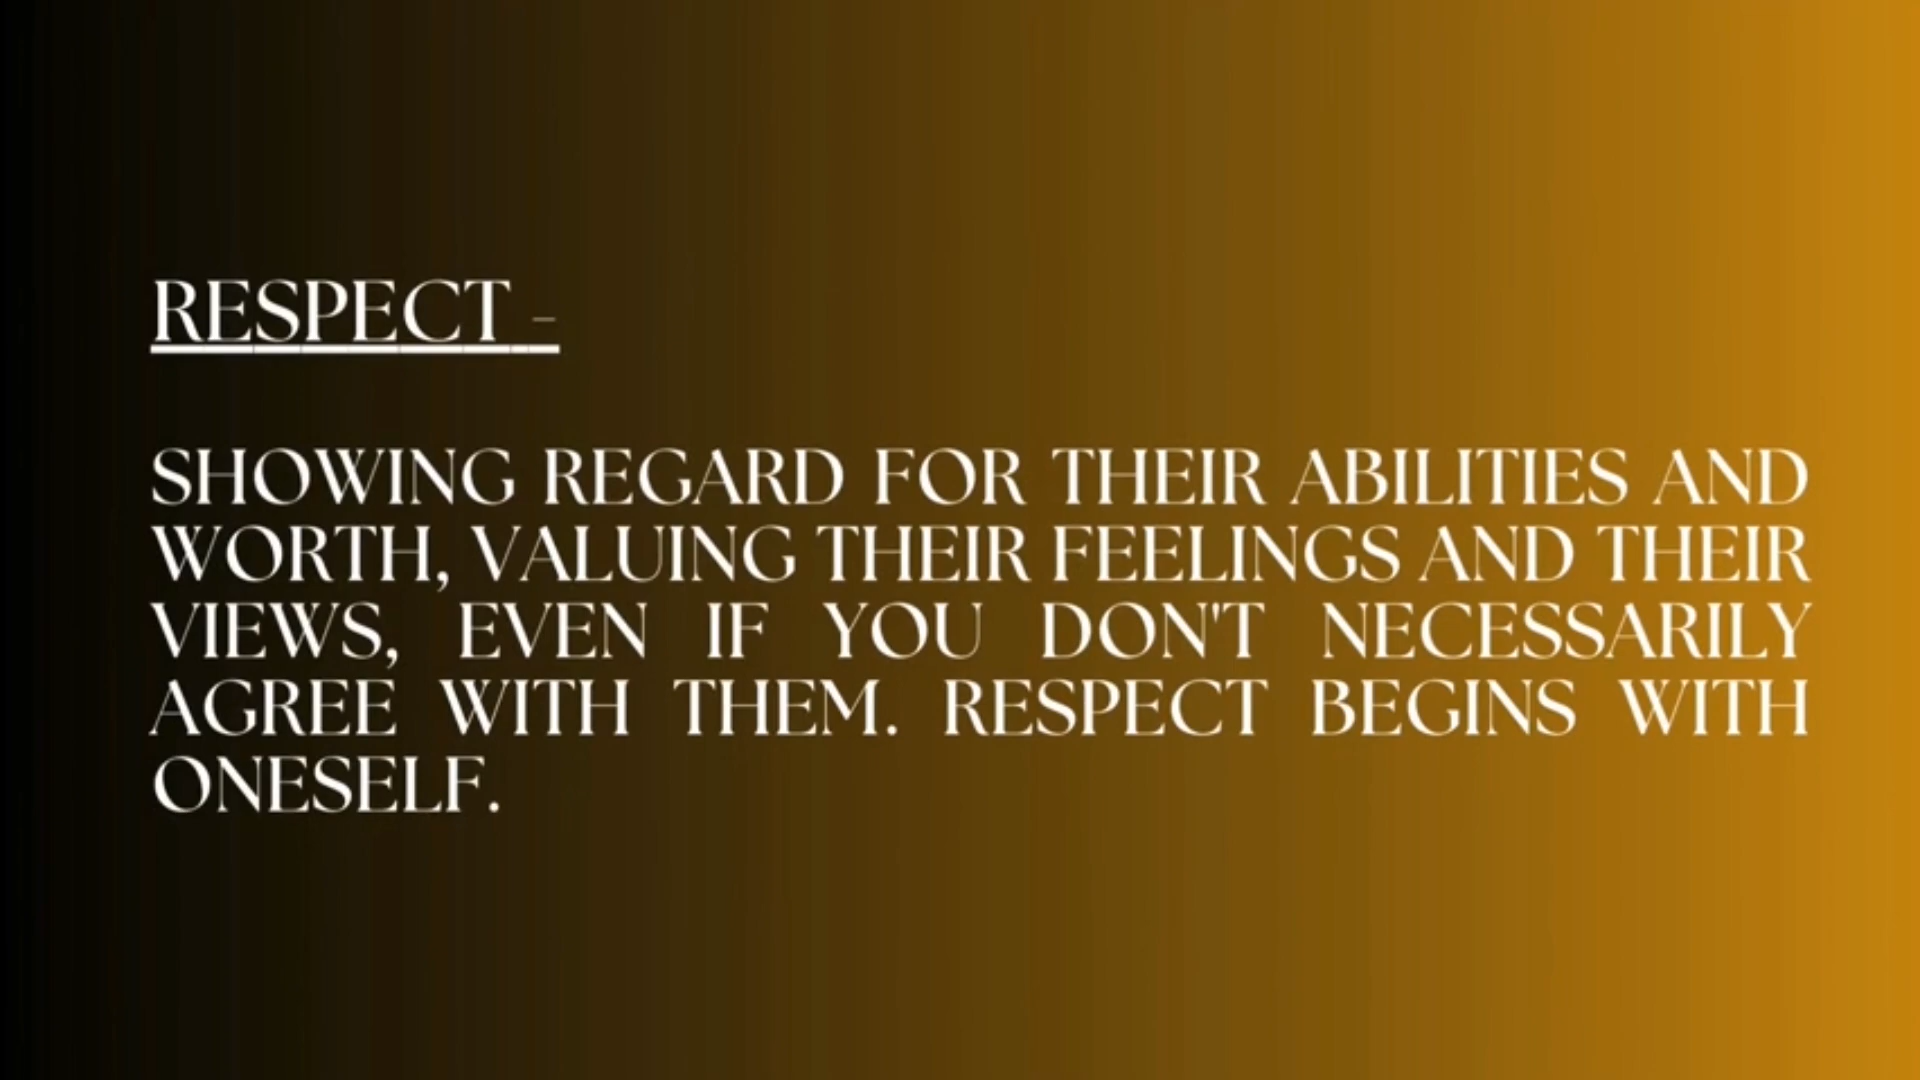 RESPECT -
SHOWING REGARD FOR THEIR ABILITIES AND
WORTH, VALUING THEIR FEELINGS AND THEIR
VIEWS, EVEN IF YOU DON'T NECESSARILY
AGREE WITH THEM. RESPECT BEGINS WITH
ONESELF.